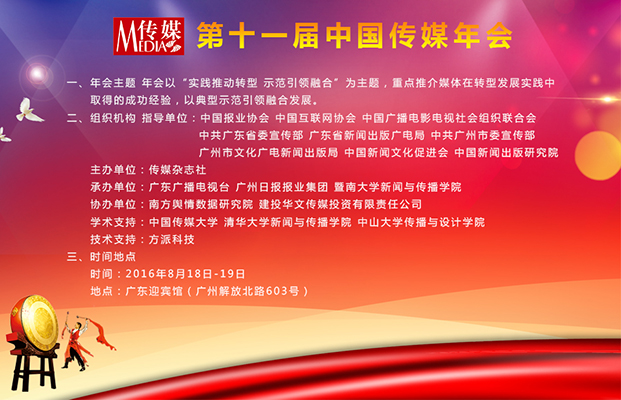 传媒
MEDIA
第十一届中国传媒年会
一、年会主题 年会以“实践推动转型 示范引领融合”为主题，重点推介媒体在转型发展实践中
取得的成功经验，以典型示范引领融合发展。
二、组织机构 指导单位：中国报业协会 中国互联网协会 中国广播电影电视社会组织联合会
中共广东省委宣传部 广东省新闻出版广电局 中共广州市委宣传部
广州市文化广电新闻出版局 中国新闻文化促进会 中国新闻出版研究院
主办单位：传媒杂志社
承办单位：广东广播电视台 广州日报报业集团 暨南大学新闻与传播学院
协办单位：南方舆情数据研究院 建投华文传媒投资有限责任公司
学术支持：中国传媒大学 清华大学新闻与传播学院 中山大学传播与设计学院
技术支持：方派科技
三、时间地点
时间：2016年8月18日-19日
地点：广东迎宾馆（广州解放北路603号）